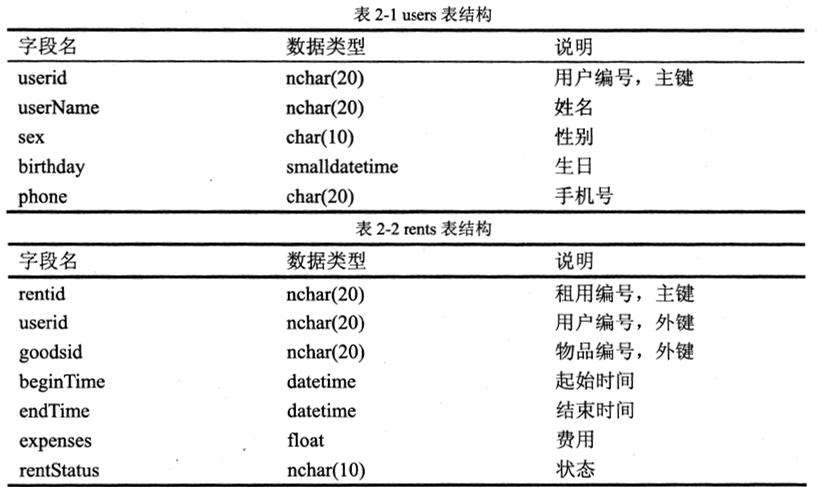 表 2-1 users 表结构
字段名 数据类型 说明
userid nchar(20) 用户编号，主键
userName nchar(20) 姓名
sex char(10) 性别
birthday smalldatetime 生日
phone char(20) 手机号
表 2-2 rents 表结构
字段名 数据类型 说明
rentid nchar(20) 租用编号，主键
userid nchar(20) 用户编号，外键
goodsid nchar(20) 物品编号，外键
beginTime datetime 起始时间
endTime datetime 结束时间
expenses float 费用
rentStatus nchar(10) 状态